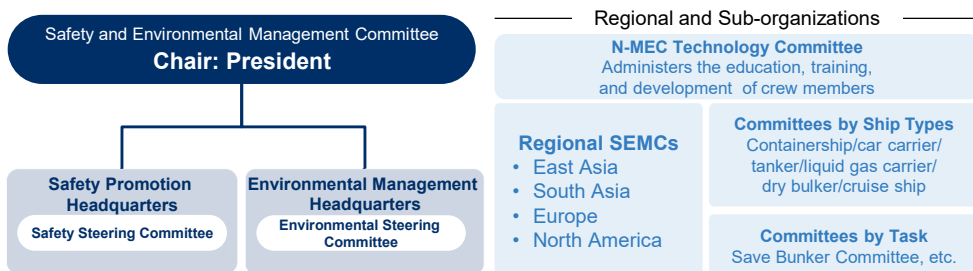 Safety and Environmental Management Committee
Chair: President
Safety Promotion
Headquarters
Safety Steering Committee
Environmental Management
Headquarters
Environmental Steering
Committee
Regional and Sub-organizations
N-MEC Technology Committee
Administers the education, training,
and development of crew members
Regional SEMCs
• East Asia
• South Asia
• Europe
• North America
Committees by Ship Types
Containership/car carrier/
tanker/liquid gas carrier/
dry bulker/cruise ship
Committees by Task
Save Bunker Committee, etc.